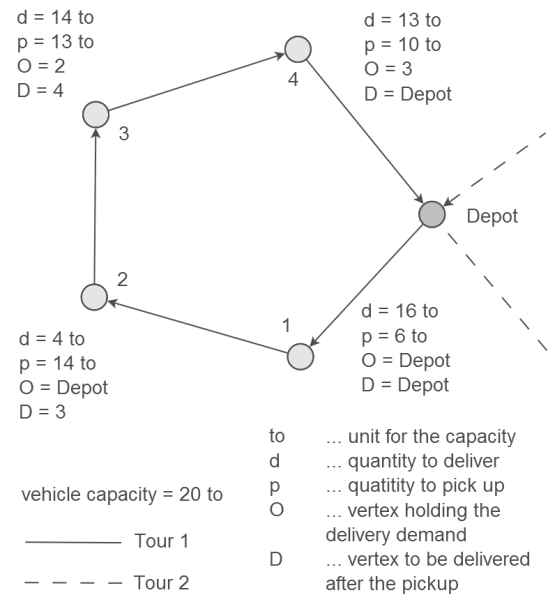 d = 14 to
p = 13 to
O = 2
D = 4
d = 13 to
p = 10 to
O = 3
D = Depot
4
3
Depot
2
1
d = 16 to
p = 6 to
O = Depot
D = Depot
d = 4 to
p = 14 to
O = Depot
D = 3
vehicle capacity = 20 to
Tour 1
Tour 2
to ... unit for the capacity
d ... quantity to deliver
p ... quatitity to pick up
O ... vertex holding the
delivery demand
D ... vertex to be delivered
after the pickup